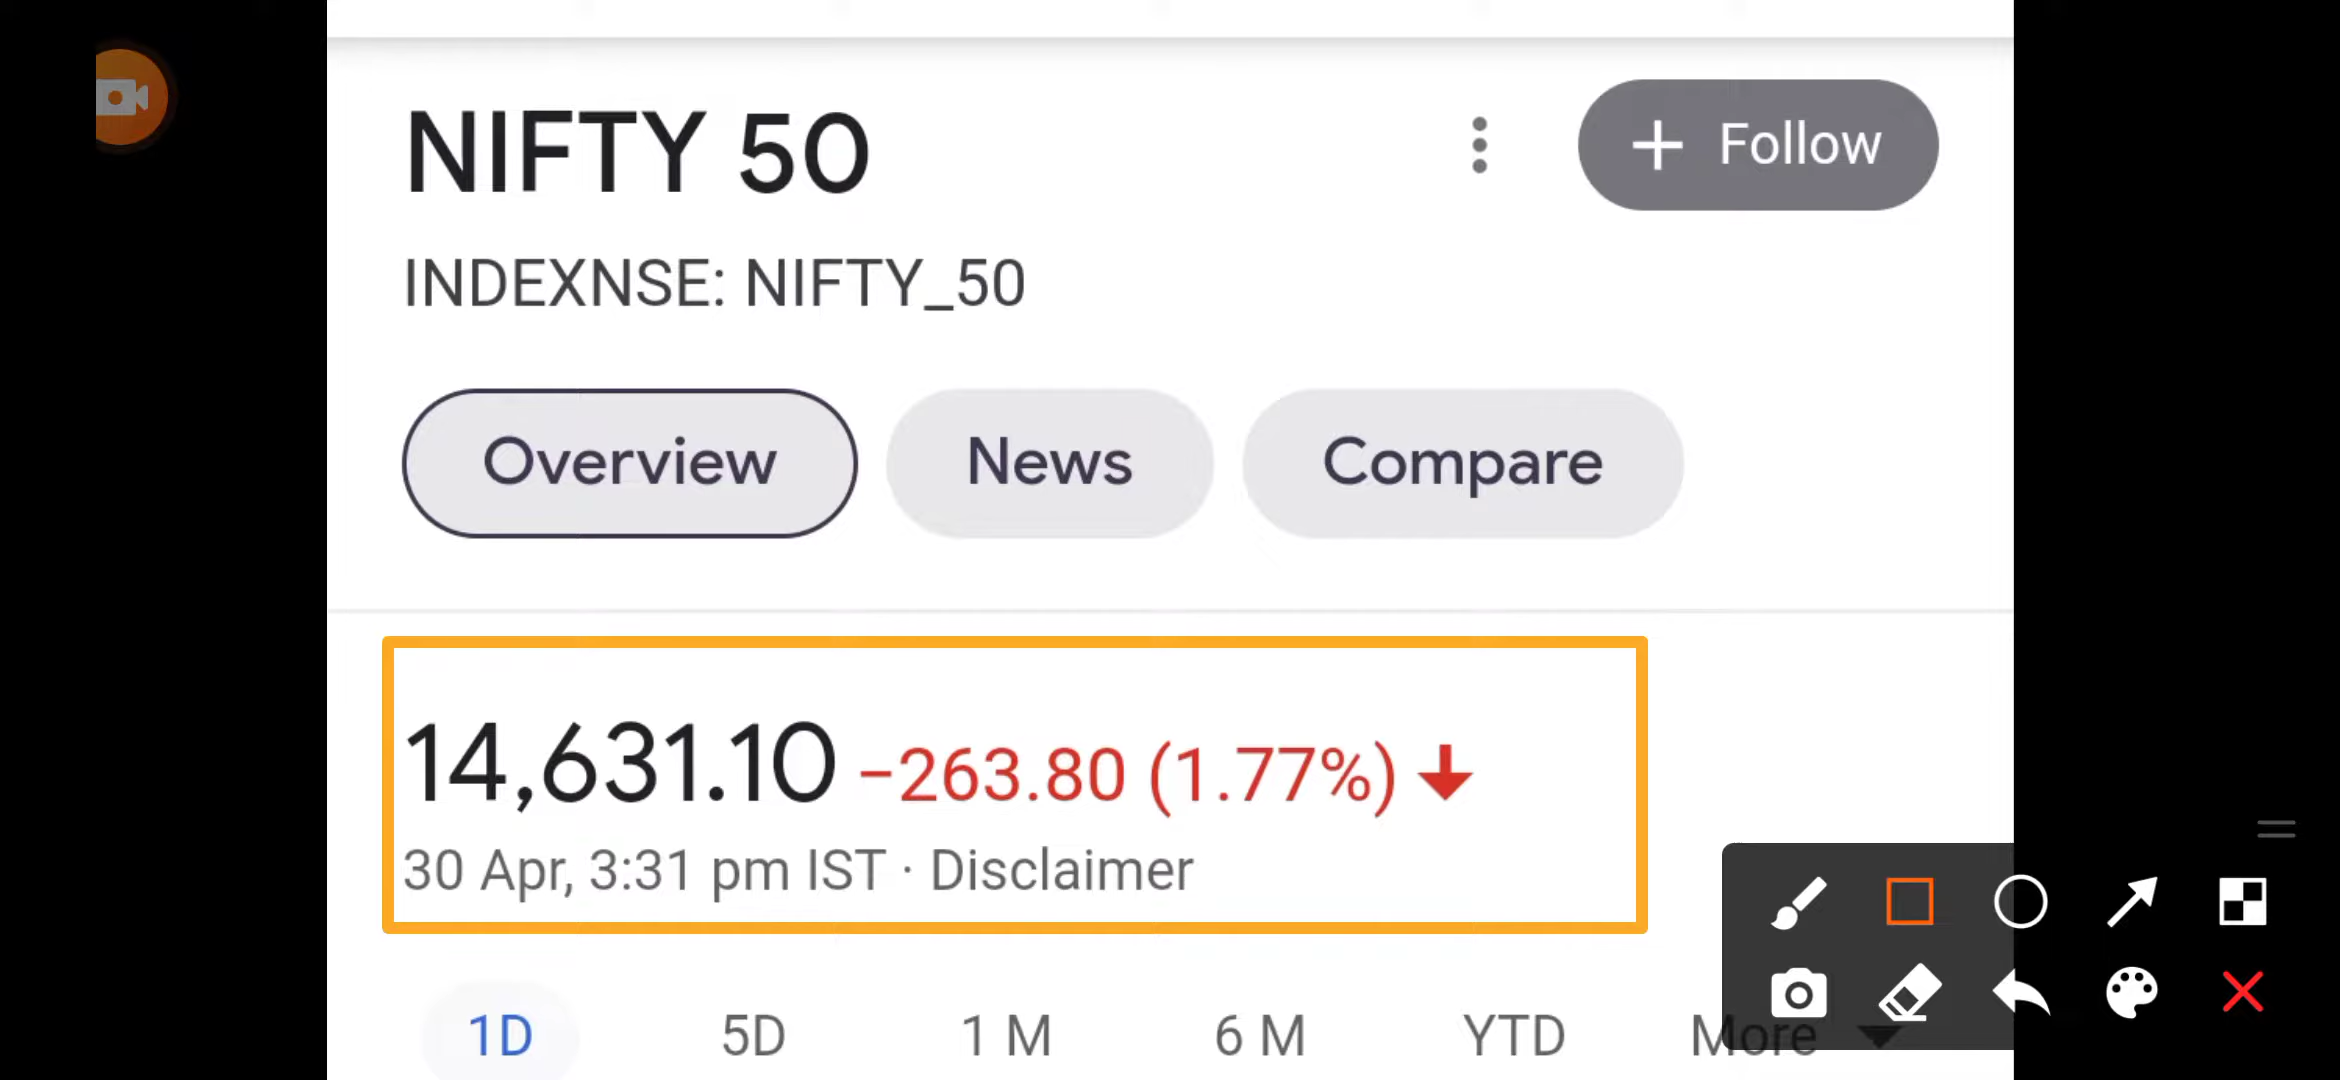 NIFTY 50
+ Follow
INDEXNSE: NIFTY_50
Overview News Compare
14,631.10 -263.80 (1.77%)
30 Apr, 3:31 pm IST · Disclaimer
1D 5D 1 M 6 M YTD More